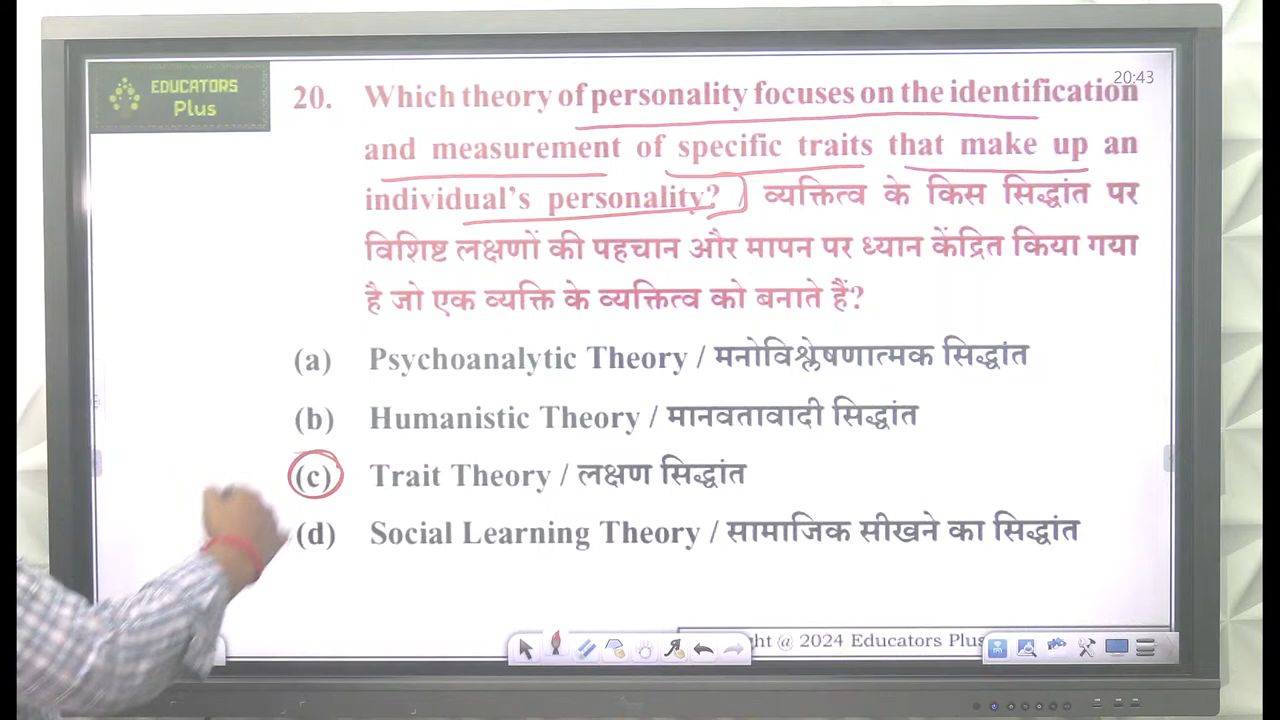 EDUCATORS
Plus
20:43
20. Which theory of personality focuses on the identification
and measurement of specific traits that make up an
individual's personality? / व्यक्तित्व के किस सिद्धांत पर
विशिष्ट लक्षणों की पहचान और मापन पर ध्यान केंद्रित किया गया
है जो एक व्यक्ति के व्यक्तित्व को बनाते हैं?
(a) Psychoanalytic Theory / मनोविश्लेषणात्मक सिद्धांत
(b) Humanistic Theory / मानवतावादी सिद्धांत
(c) Trait Theory / लक्षण सिद्धांत
(d) Social Learning Theory / सामाजिक सीखने का सिद्धांत
@ 2024 Educators Plus